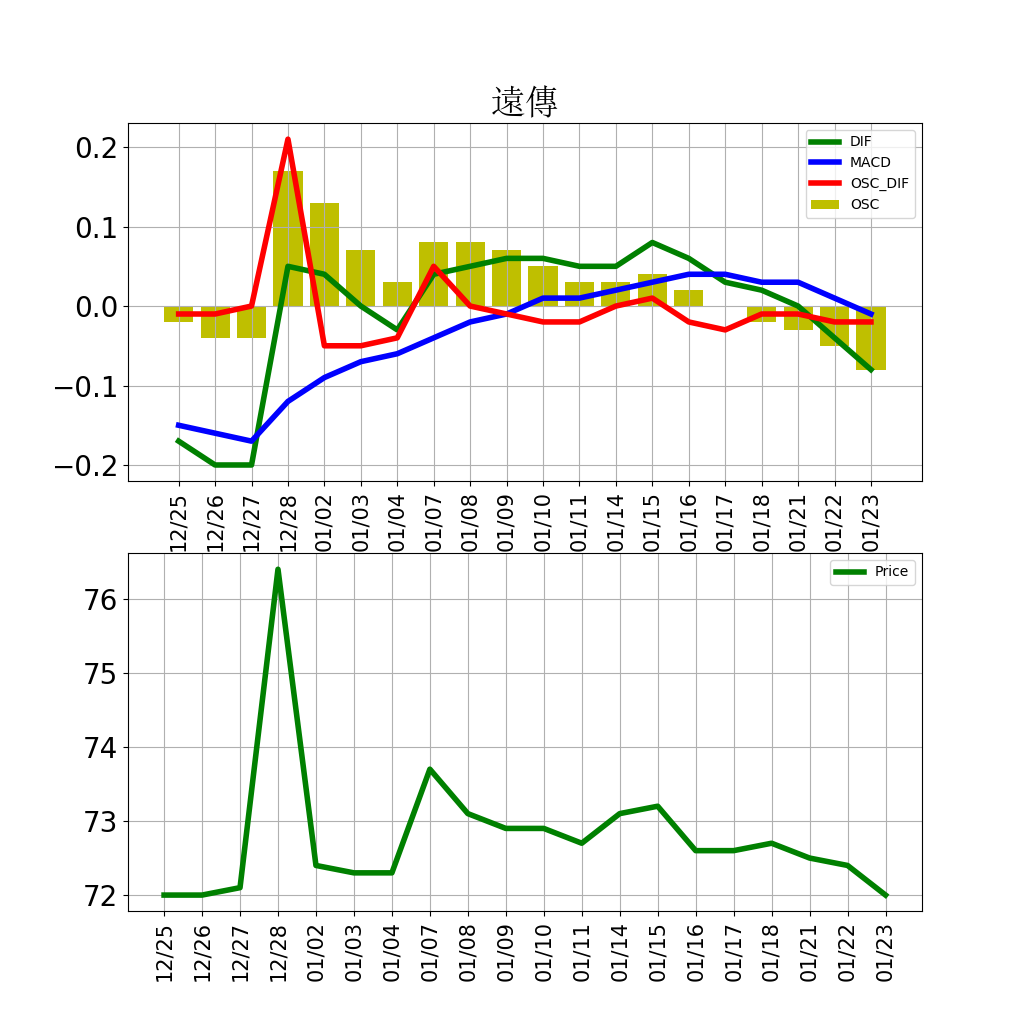 遠傳
0.2
0.1
0.0
−0.1
−0.2
DIF
MACD
OSC_DIF
OSC
12/25 12/26 12/27 12/28 01/02 01/03 01/04 01/07 01/08 01/09 01/10 01/11 01/14 01/15 01/16 01/17 01/18 01/21 01/22 01/23
Price
76
75
74
73
72
12/25 12/26 12/27 12/28 01/02 01/03 01/04 01/07 01/08 01/09 01/10 01/11 01/14 01/15 01/16 01/17 01/18 01/21 01/22 01/23